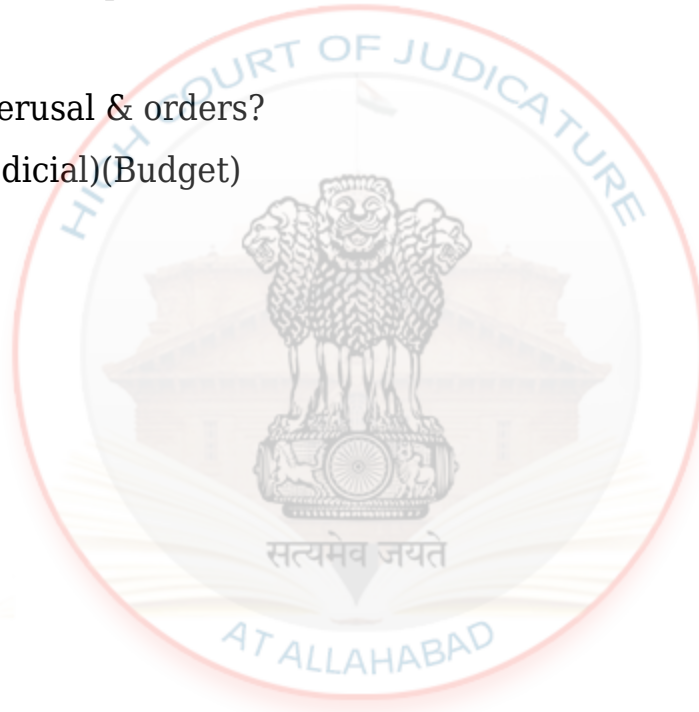 HIGH COURT OF JUDICATURE
erusal & orders?
dicial)(Budget)
सत्यमेव जयते
AT ALLAHABAD